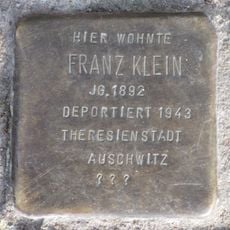 HIER WOHNTE
FRANZ KLEIN
JG. 1892
DEPORTIERT 1943
THERESIENSTADT
AUSCHWITZ
? ? ?